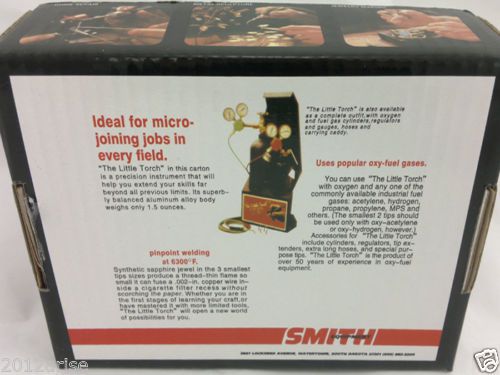 Ideal for micro-
joining jobs in
every field.
"The Little Torch" in this carton
is a precision instrument that will
help you extend your skills far
beyond all previous limits. Its superb-
ly balanced aluminum alloy body
weighs only 1.5 ounces.
"The Little Torch" is also available
as a complete outfit, with oxygen
and fuel gas cylinders, regulators
and gauges, hoses and
carrying caddy.
Uses popular oxy-fuel gases.
You can use "The Little Torch"
with oxygen and any one of the
commonly available industrial fuel
gases: acetylene, hydrogen,
propane, propylene, MPS and
others. (The smallest 2 tips should
be used only with oxy-acetylene
or oxy-hydrogen, however.)
Accessories for "The Little Torch"
include cylinders, regulators, tip ex-
tenders, extra long hoses, and special pur-
pose tips. "The Little Torch" is the product of
over 50 years of experience in oxy-fuel
equipment.
pinpoint welding
at 6300°F.
Synthetic sapphire jewel in the 3 smallest
tips sizes produce a thread-thin flame so
small it can fuse a .002-in. copper wire in-
side a cigarette filter recess without
scorching the paper. Whether you are
in the first stages of learning your craft, or
have mastered it with more limited tools,
"The Little Torch" will open a new world
of possibilities for you.
SMITH
EQUIPMENT
2601 LOCKHEED AVENUE, WATERTOWN, SOUTH DAKOTA 57201